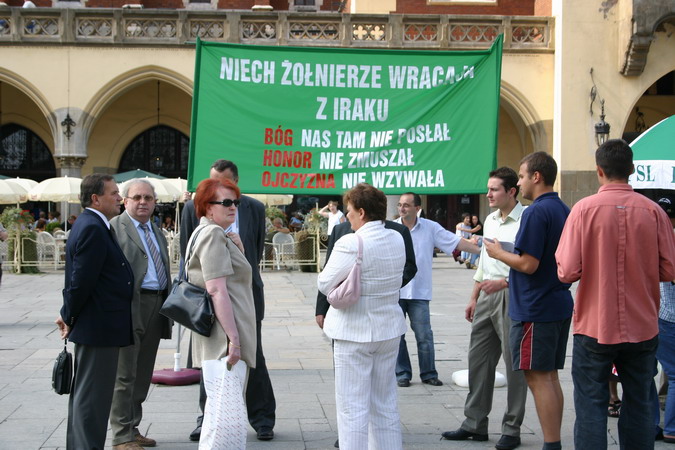 NIECH ŻOŁNIERZE WRACAJĄ
Z IRAKU
BÓG NAS TAM NIE POSŁAŁ
HONOR NIE ZMUSZAŁ
OJCZYZNA NIE WZYWAŁA